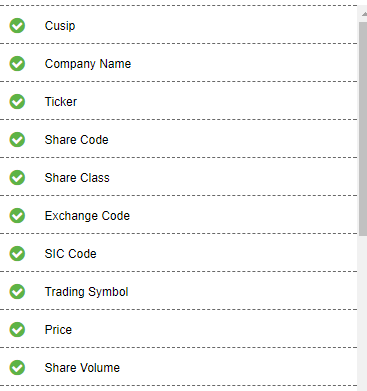 Cusip
Company Name
Ticker
Share Code
Share Class
Exchange Code
SIC Code
Trading Symbol
Price
Share Volume